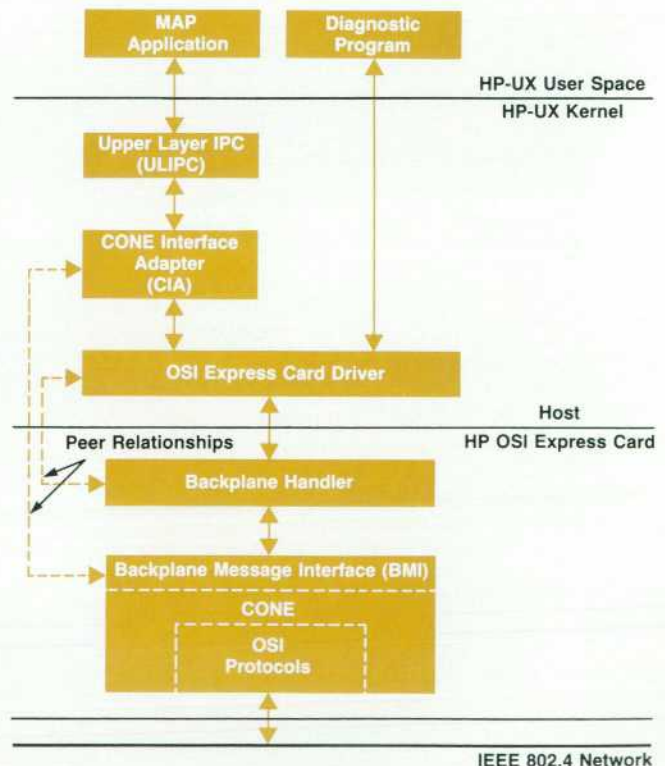 MAP
Application
Diagnostic
Program
HP-UX User Space
HP-UX Kernel
Upper Layer IPC
(ULIPC)
CONE Interface
Adapter
(CIA)
OSI Express Card Driver
Host
Peer Relationships
HP OSI Express Card
Backplane Handler
Backplane Message Interface (BMI)
CONE
OSI
Protocols
IEEE 802.4 Network